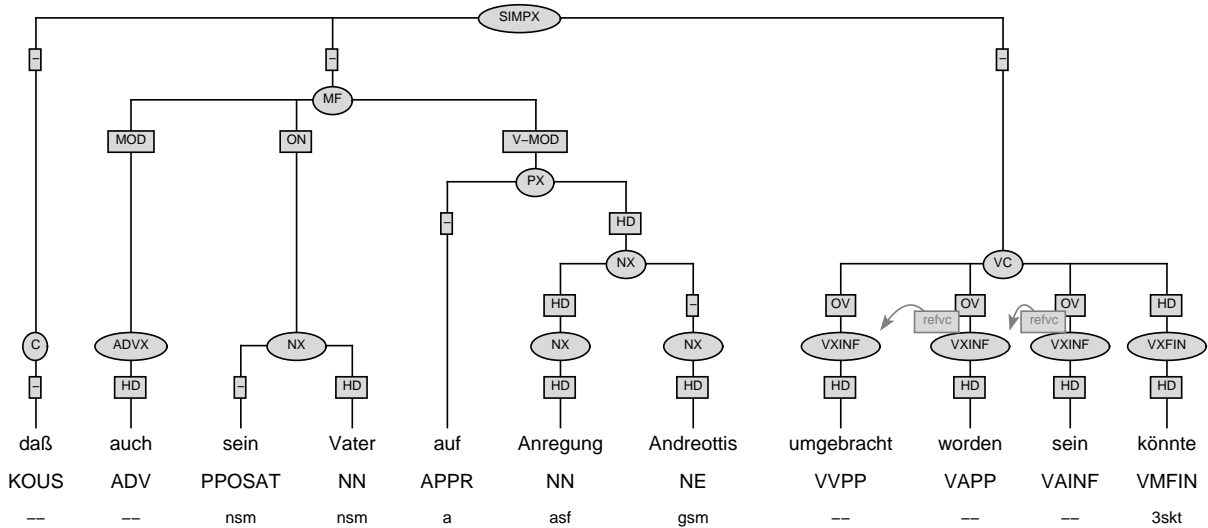 SIMPX
– – –
MF
MOD ON V–MOD
PX
– HD
NX VC
HD – OV OV OV HD
refvc refvc
C ADVX NX NX NX VXINF VXINF VXINF VXFIN
– HD – HD HD HD HD HD HD HD
daß auch sein Vater auf Anregung Andreottis umgebracht worden sein könnte
KOUS ADV PPOSAT NN APPR NN NE VVPP VAPP VAINF VMFIN
–– –– nsm nsm a asf gsm –– –– –– 3skt